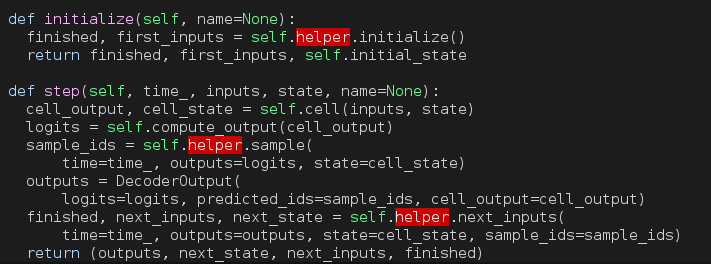 def initialize(self, name=None):
  finished, first_inputs = self.helper.initialize()
  return finished, first_inputs, self.initial_state

def step(self, time_, inputs, state, name=None):
  cell_output, cell_state = self.cell(inputs, state)
  logits = self.compute_output(cell_output)
  sample_ids = self.helper.sample(
      time=time_, outputs=logits, state=cell_state)
  outputs = DecoderOutput(
      logits=logits, predicted_ids=sample_ids, cell_output=cell_output)
  finished, next_inputs, next_state = self.helper.next_inputs(
      time=time_, outputs=outputs, state=cell_state, sample_ids=sample_ids)
  return (outputs, next_state, next_inputs, finished)